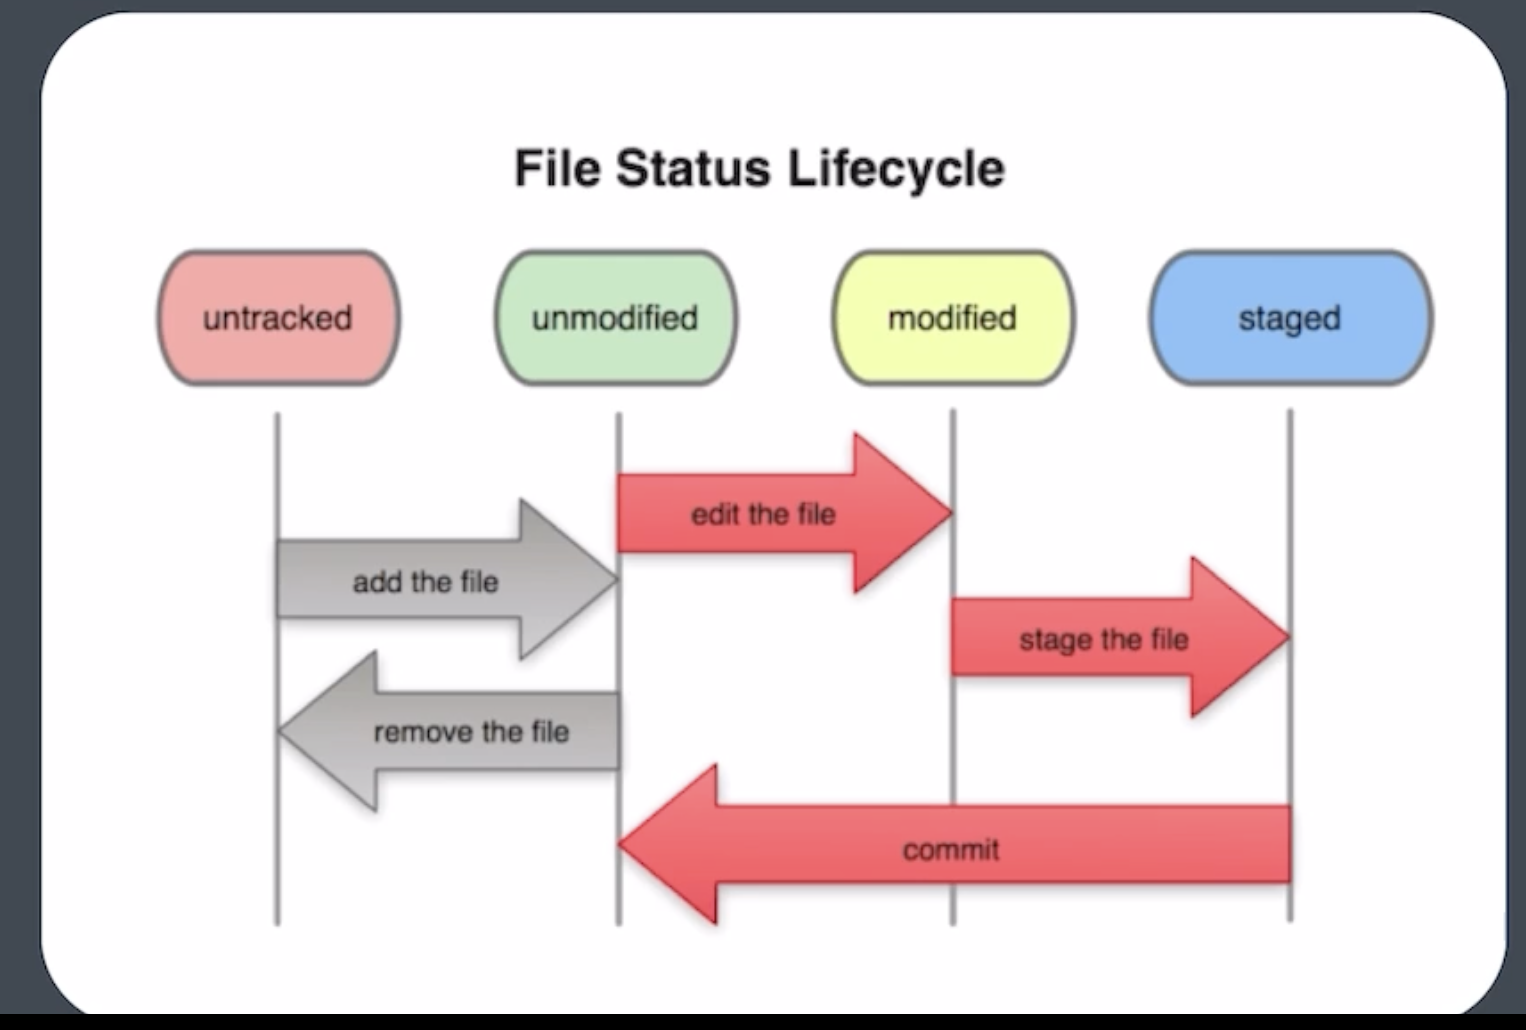 File Status Lifecycle
untracked
unmodified
modified
staged
edit the file
add the file
stage the file
remove the file
commit